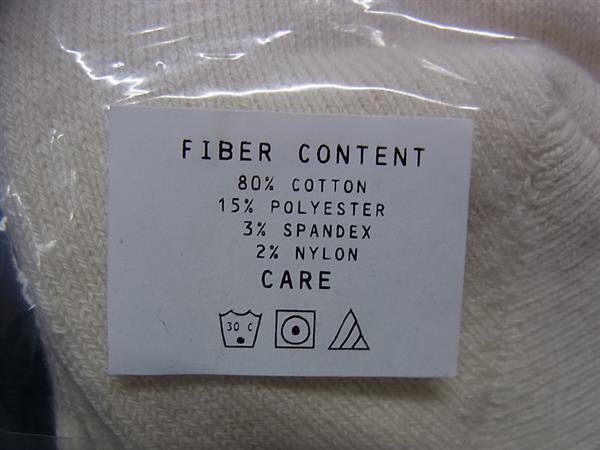 FIBER CONTENT
80% COTTON
15% POLYESTER
3% SPANDEX
2% NYLON
CARE
30 C